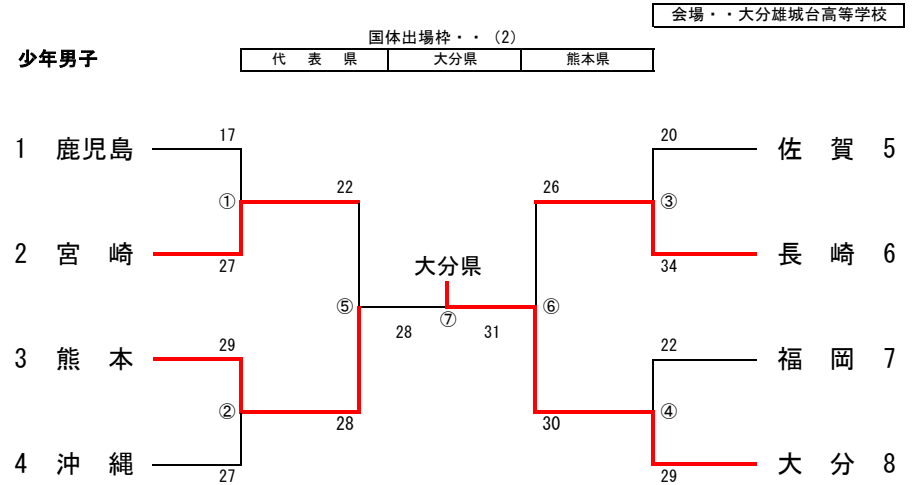 会場・・大分雄城台高等学校
国体出場枠・・（2）
少年男子
代　表　県　大分県　熊本県
17　20
1　鹿児島　佐　賀　5
22　26
①　③
2　宮　崎　長　崎　6
27　34
大分県
⑤　⑥
⑦
28　31
29　22
3　熊　本　福　岡　7
②　④
28　30
4　沖　縄　大　分　8
27　29